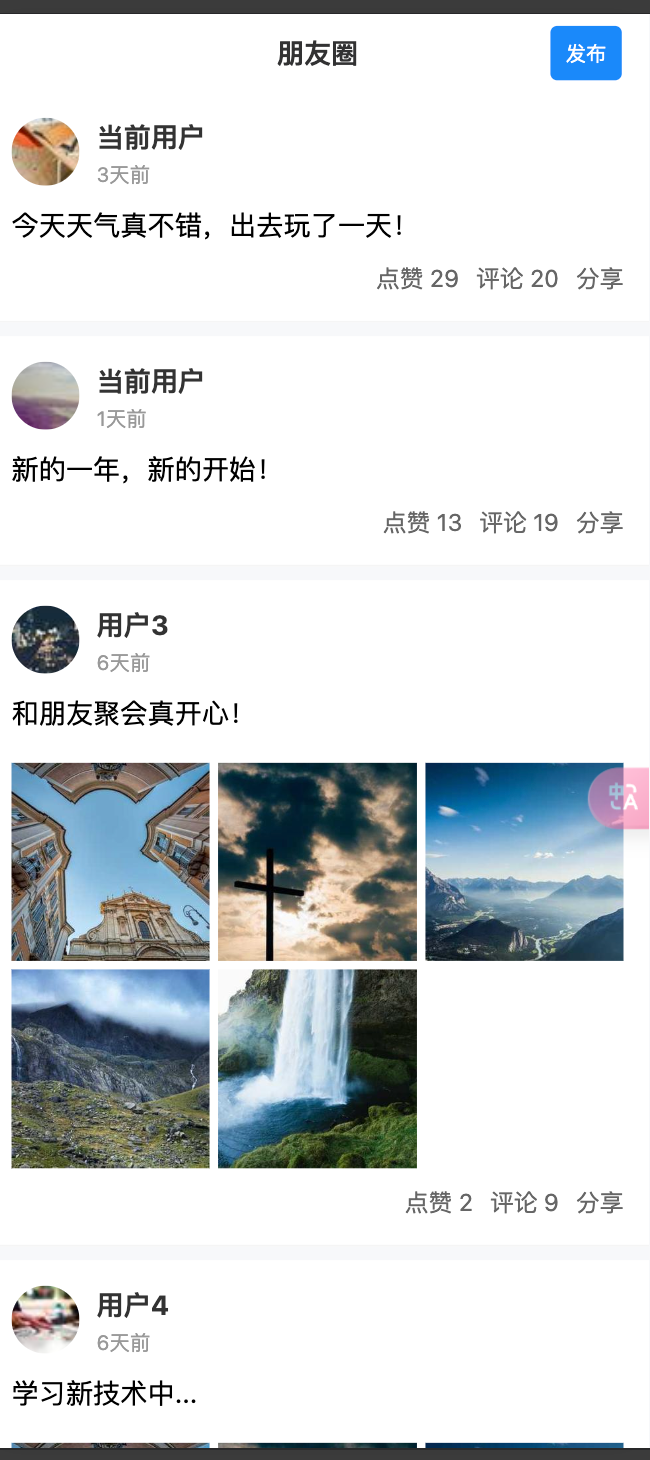 朋友圈
发布
当前用户
3天前
今天天气真不错，出去玩了一天！
点赞 29 评论 20 分享
当前用户
1天前
新的一年，新的开始！
点赞 13 评论 19 分享
用户3
6天前
和朋友聚会真开心！
中A
点赞 2 评论 9 分享
用户4
6天前
学习新技术中...